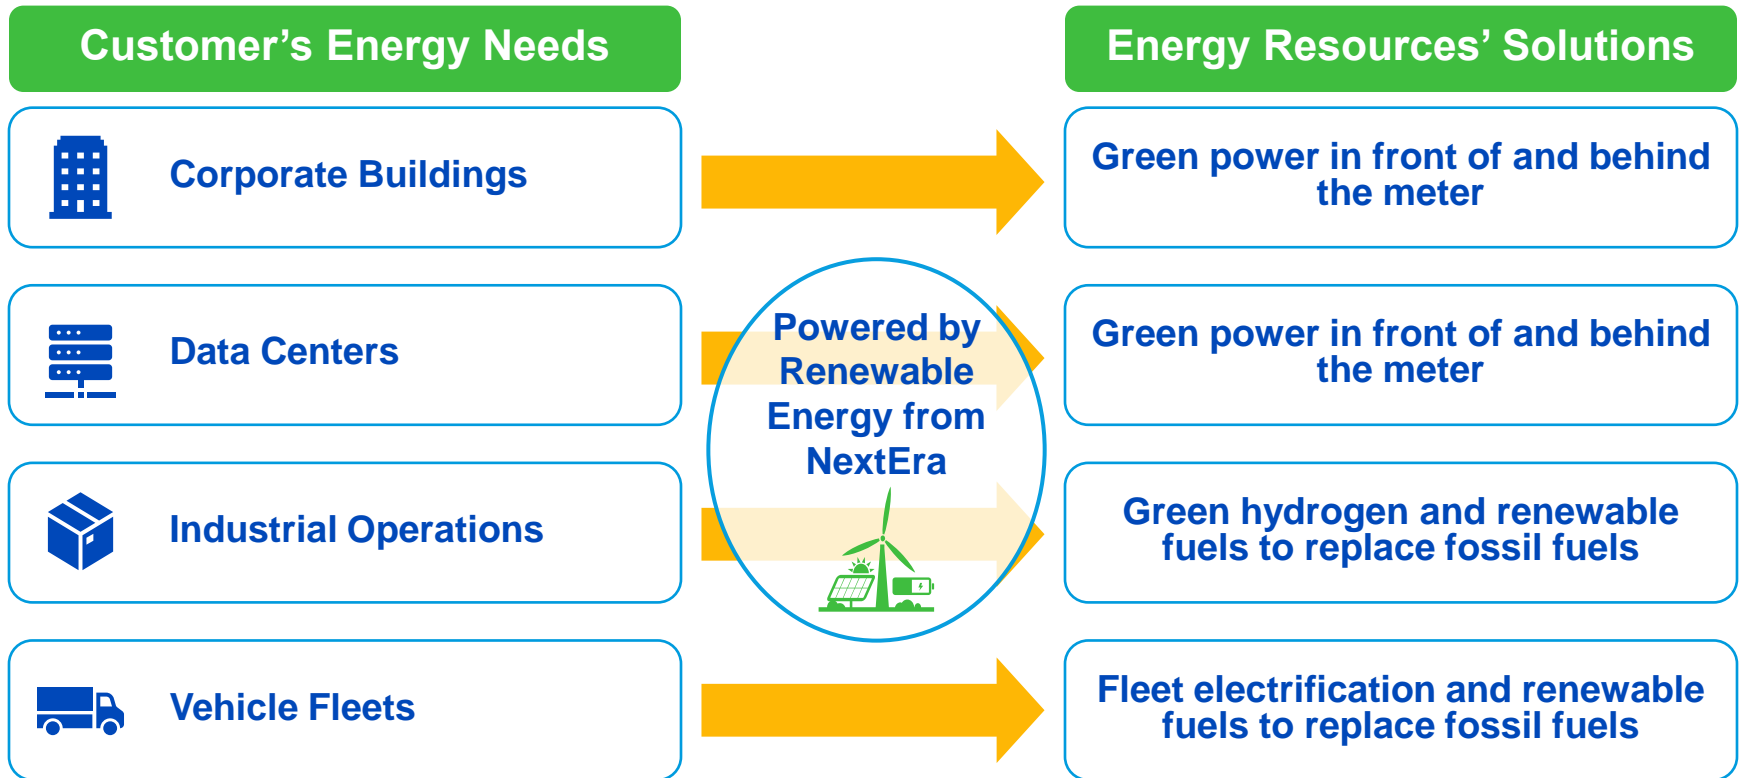 Customer’s Energy Needs
Energy Resources’ Solutions
Corporate Buildings
Green power in front of and behind
the meter
Data Centers
Powered by
Renewable
Energy from
NextEra
Green power in front of and behind
the meter
Industrial Operations
Green hydrogen and renewable
fuels to replace fossil fuels
Vehicle Fleets
Fleet electrification and renewable
fuels to replace fossil fuels